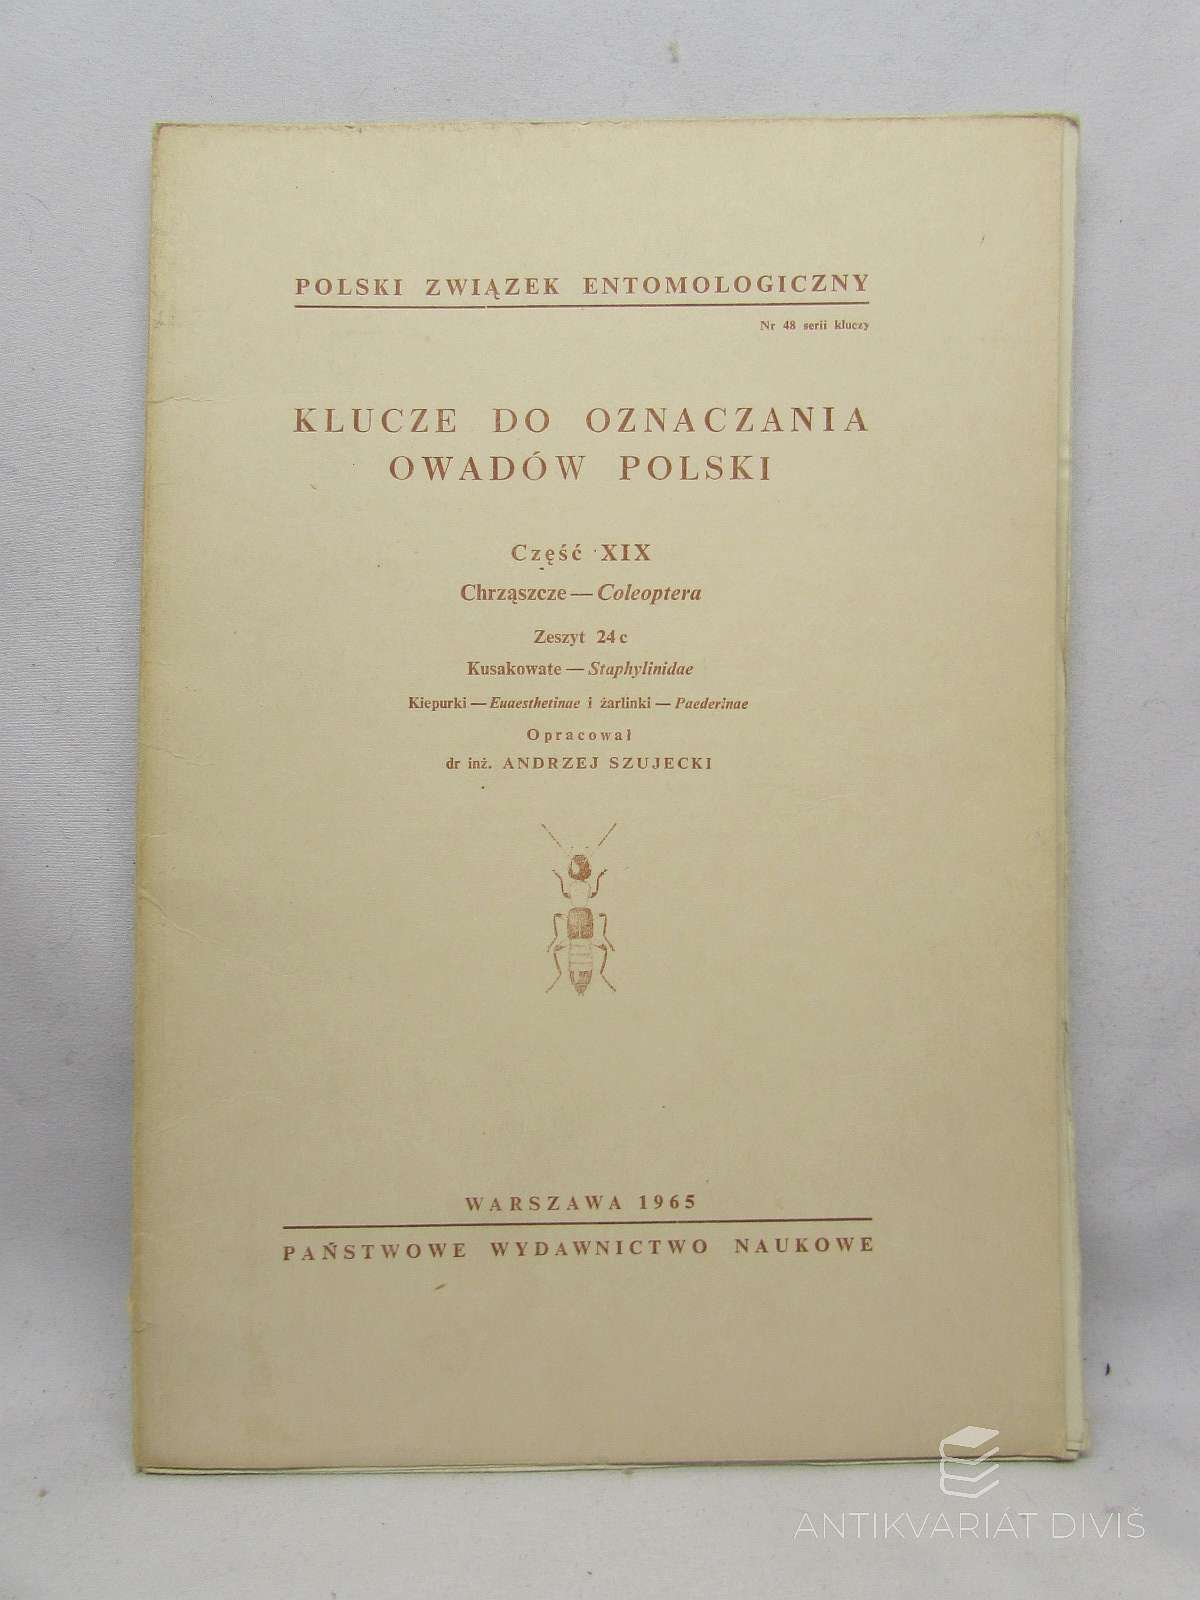 POLSKI ZWIĄZEK ENTOMOLOGICZNY
Nr 48 serii kluczy
KLUCZE DO OZNACZANIA
OWADÓW POLSKI
Część XIX
Chrząszcze — Coleoptera
Zeszyt 24 c
Kusakowate — Staphylinidae
Kiepurki — Euaesthetinae i żarlinki — Paederinae
Opracował
dr inż. ANDRZEJ SZUJECKI
WARSZAWA 1965
PAŃSTWOWE WYDAWNICTWO NAUKOWE
ANTIKVARIÁT DIVIŠ